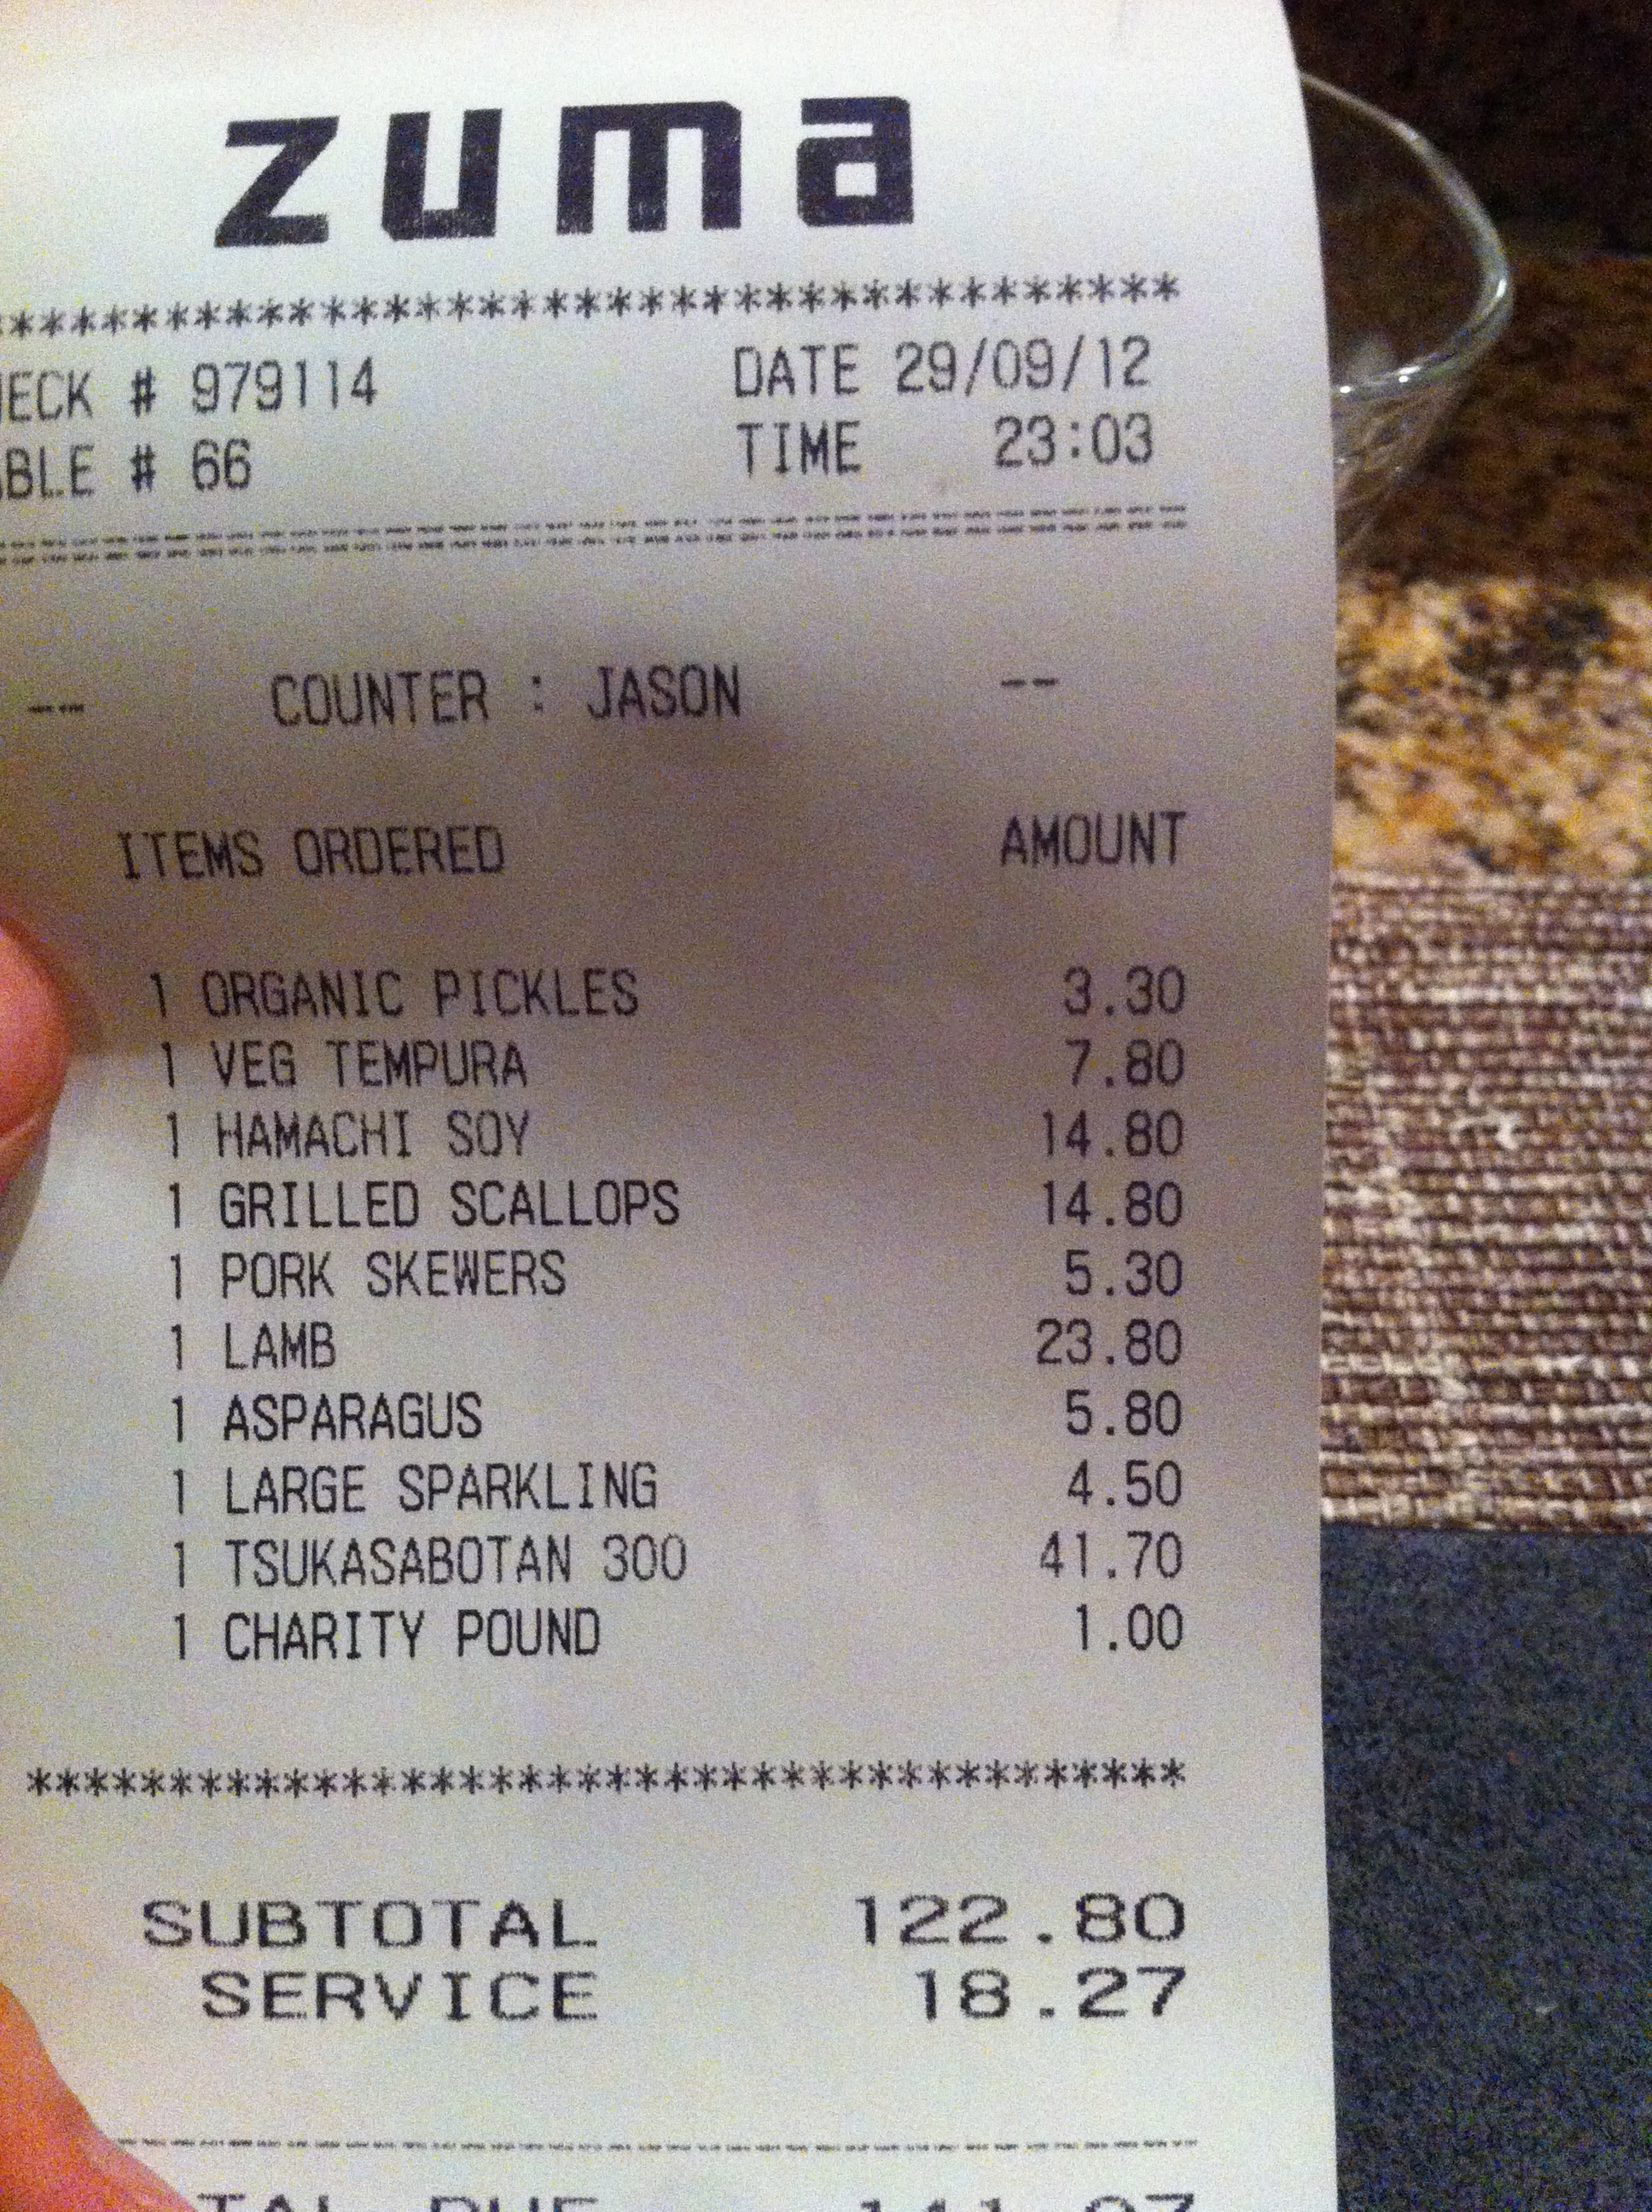 zuma
****************************************
HECK # 979114 DATE 29/09/12
ABLE # 66 TIME 23:03
-- COUNTER : JASON --
ITEMS ORDERED AMOUNT
1 ORGANIC PICKLES 3.30
1 VEG TEMPURA 7.80
1 HAMACHI SOY 14.80
1 GRILLED SCALLOPS 14.80
1 PORK SKEWERS 5.30
1 LAMB 23.80
1 ASPARAGUS 5.80
1 LARGE SPARKLING 4.50
1 TSUKASABOTAN 300 41.70
1 CHARITY POUND 1.00
****************************************
SUBTOTAL 122.80
SERVICE 18.27